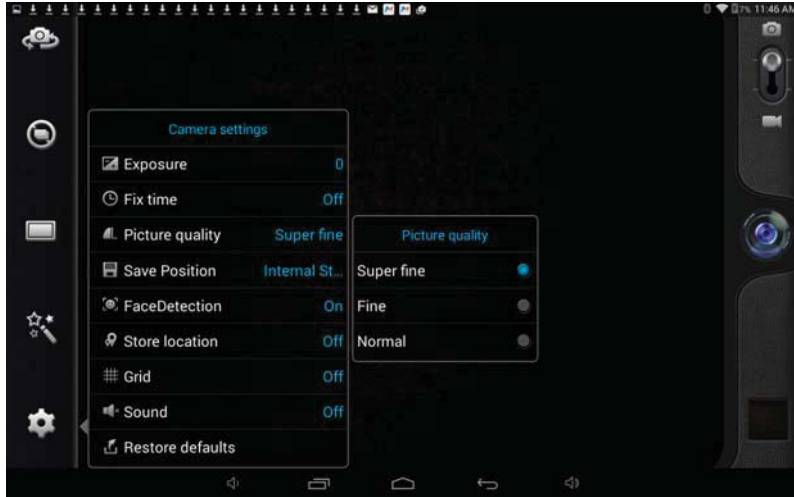 27% 11:46 AM
Camera settings
Exposure 0
Fix time Off
Picture quality Super fine
Save Position Internal St...
FaceDetection On
Store location Off
Grid Off
Sound Off
Restore defaults
Picture quality
Super fine
Fine
Normal